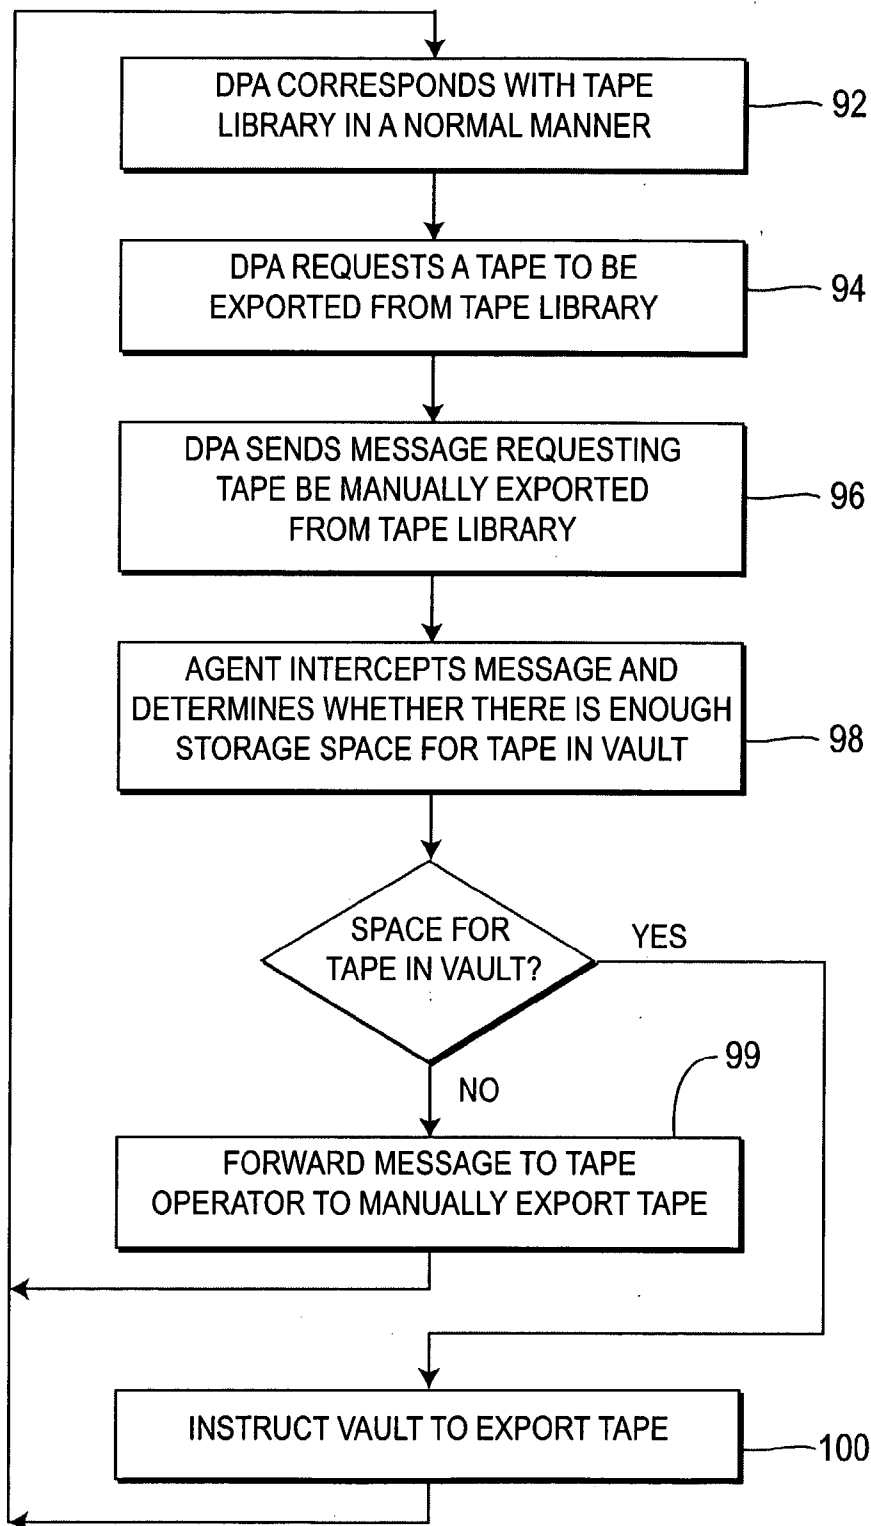 DPA CORRESPONDS WITH TAPE
LIBRARY IN A NORMAL MANNER
92
DPA REQUESTS A TAPE TO BE
EXPORTED FROM TAPE LIBRARY
94
DPA SENDS MESSAGE REQUESTING
TAPE BE MANUALLY EXPORTED
FROM TAPE LIBRARY
96
AGENT INTERCEPTS MESSAGE AND
DETERMINES WHETHER THERE IS ENOUGH
STORAGE SPACE FOR TAPE IN VAULT
98
SPACE FOR
TAPE IN VAULT?
YES
NO
99
FORWARD MESSAGE TO TAPE
OPERATOR TO MANUALLY EXPORT TAPE
INSTRUCT VAULT TO EXPORT TAPE
100